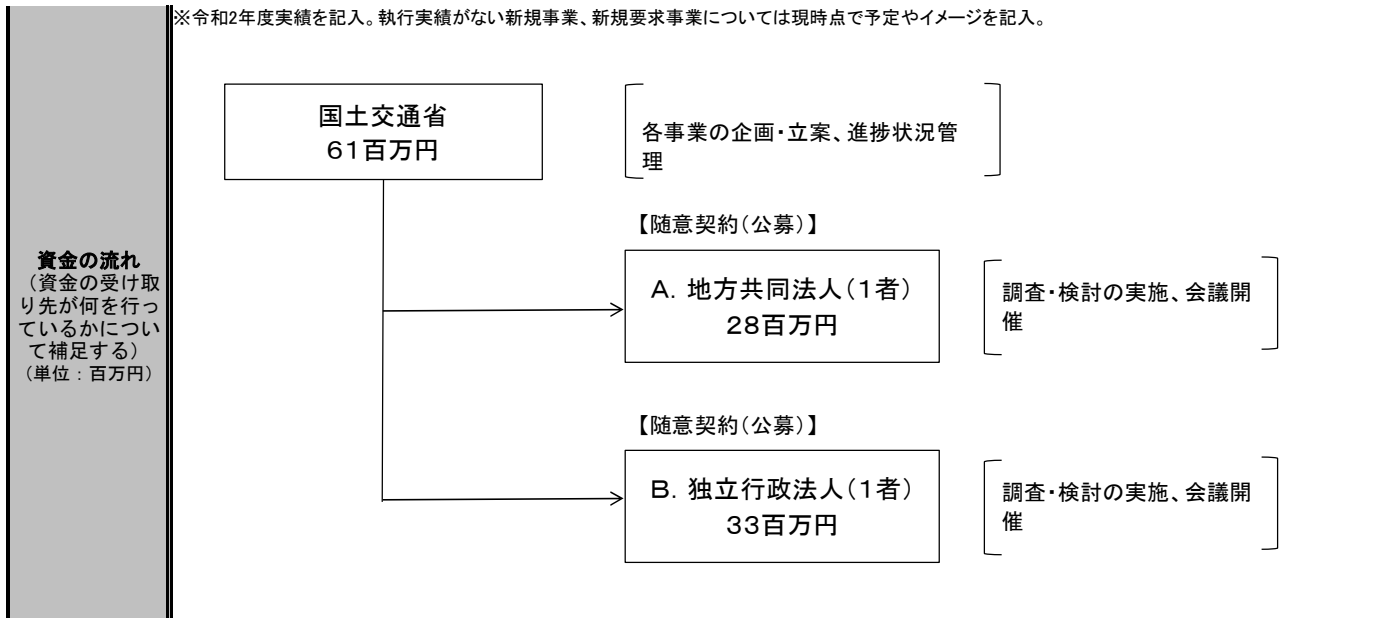 ※令和2年度実績を記入。執行実績がない新規事業、新規要求事業については現時点で予定やイメージを記入。
資金の流れ
（資金の受け取
り先が何を行っ
ているかについ
て補足する）
（単位：百万円）
国土交通省
61百万円
各事業の企画・立案、進捗状況管
理
【随意契約（公募）】
A．地方共同法人（1者）
28百万円
調査・検討の実施、会議開
催
【随意契約（公募）】
B．独立行政法人（1者）
33百万円
調査・検討の実施、会議開
催